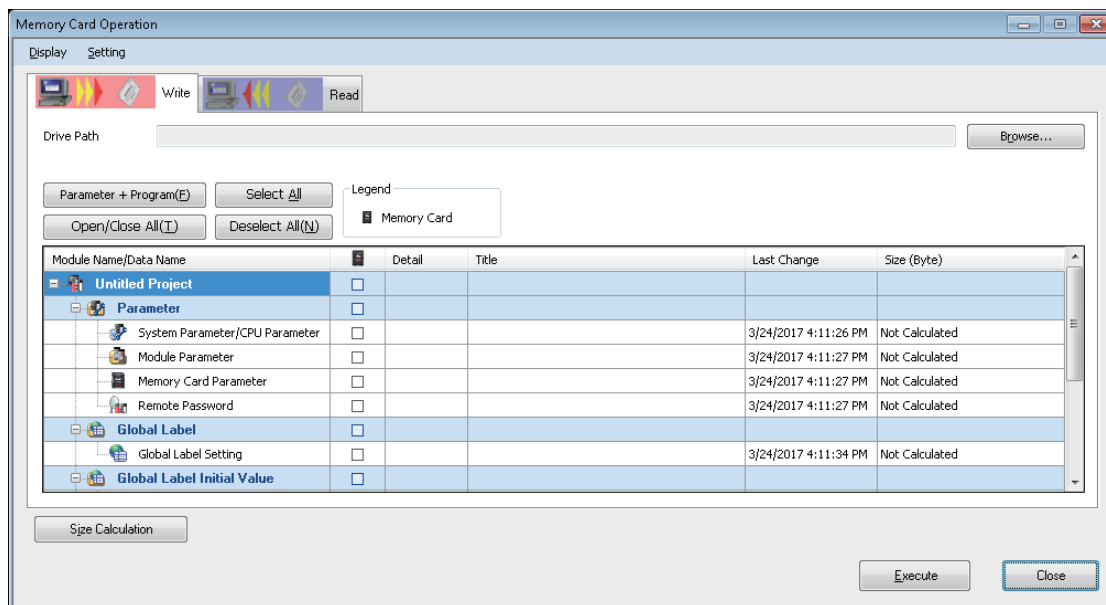 Memory Card Operation
Display Setting
Write Read
Drive Path Browse...
Parameter + Program(F) Select All Legend
Memory Card
Open/Close All(T) Deselect All(N)
Module Name/Data Name Detail Title Last Change Size (Byte)
Untitled Project
Parameter
System Parameter/CPU Parameter 3/24/2017 4:11:26 PM Not Calculated
Module Parameter 3/24/2017 4:11:27 PM Not Calculated
Memory Card Parameter 3/24/2017 4:11:27 PM Not Calculated
Remote Password 3/24/2017 4:11:27 PM Not Calculated
Global Label
Global Label Setting 3/24/2017 4:11:34 PM Not Calculated
Global Label Initial Value
Size Calculation
Execute Close